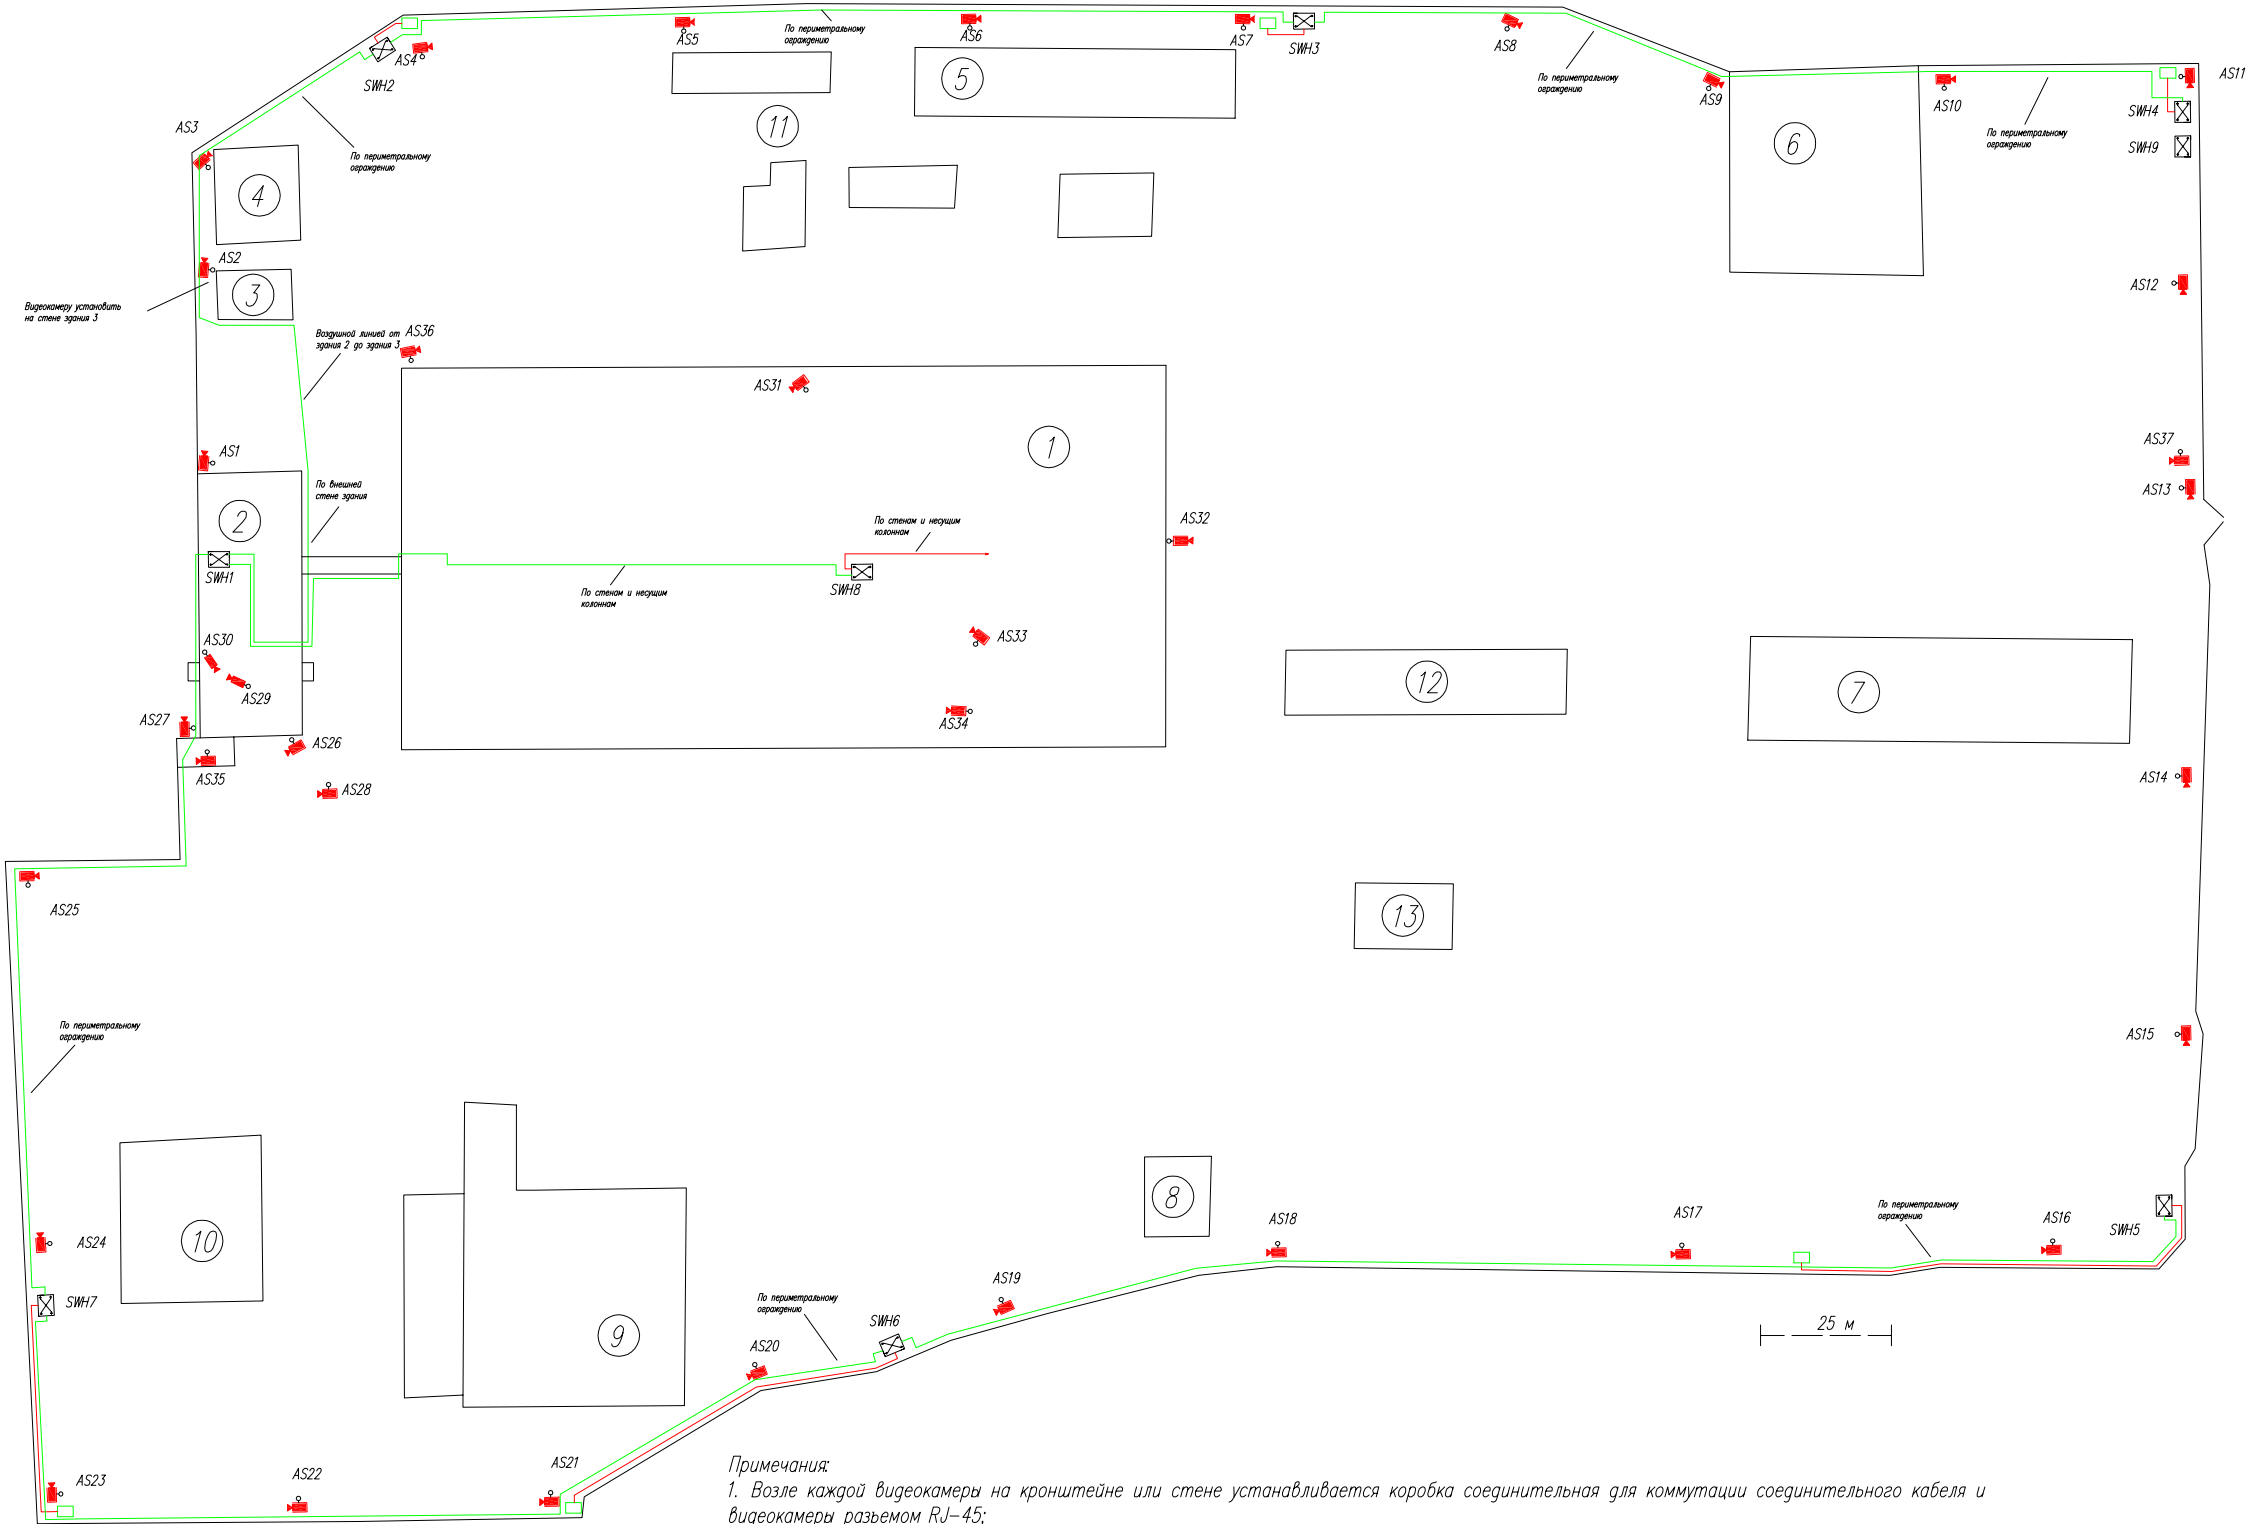 AS5
По периметральному
ограждению
AS6
AS7
SWH3
AS8
AS4
SWH2
5
По периметральному
ограждению
AS9
AS10
AS11
SWH4
AS3
11
6
По периметральному
ограждению
SWH9
По периметральному
ограждению
4
AS2
3
AS12
Видеокамеру установить
на стене здания 3
Воздушной линией от
здания 2 до здания 3
AS36
AS31
1
AS37
AS1
По внешней
стене здания
AS13
2
По стенам и несущим
колоннам
AS32
SWH1
По стенам и несущим
колоннам
SWH8
AS30
AS33
AS29
12
7
AS27
AS34
AS26
AS35
AS28
AS14
AS25
13
По периметральному
ограждению
AS15
8
AS24
10
AS18
AS17
По периметральному
ограждению
AS16
SWH5
SWH7
AS19
По периметральному
ограждению
SWH6
25 м
9
AS20
AS23
AS22
AS21
Примечания:
1. Возле каждой видеокамеры на кронштейне или стене устанавливается коробка соединительная для коммутации соединительного кабеля и
видеокамеры разъемом RJ-45;